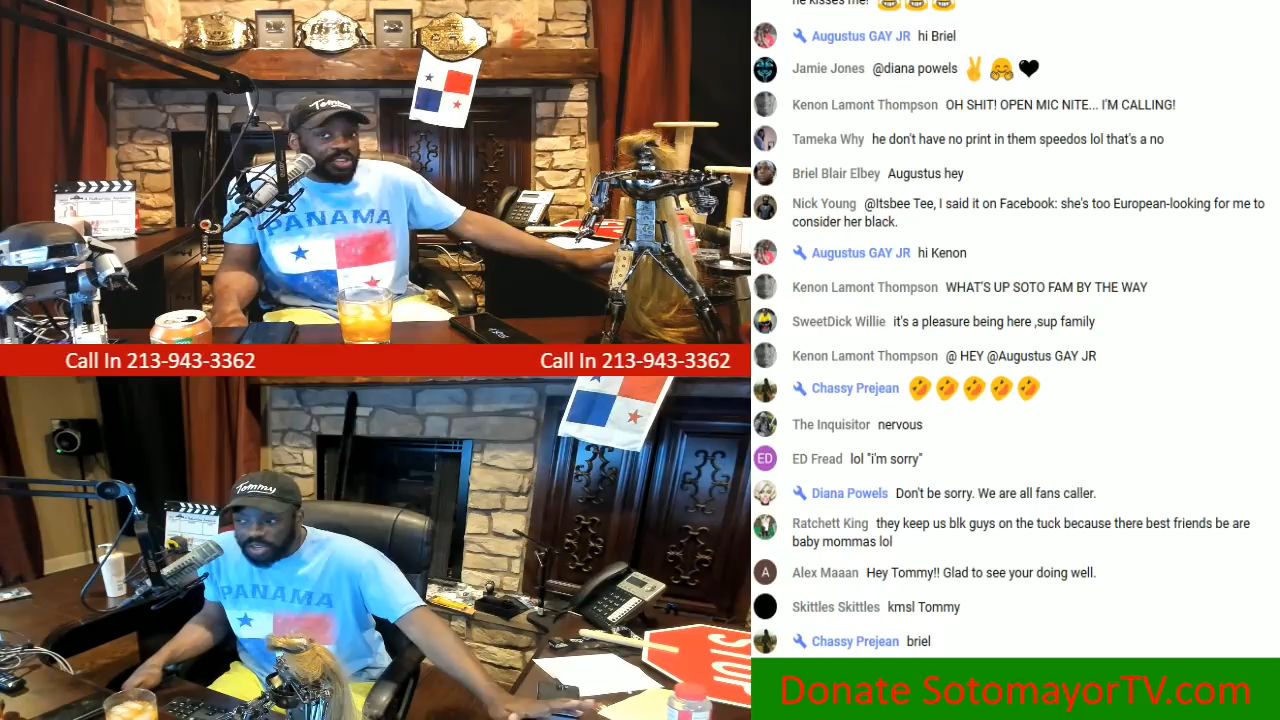 he kisses me! 😂😂😂
Augustus GAY JR hi Briel
Jamie Jones @diana powels ✌🤗🖤
Kenon Lamont Thompson OH SHIT! OPEN MIC NITE... I'M CALLING!
Tameka Why he don't have no print in them speedos lol that's a no
Briel Blair Elbey Augustus hey
Nick Young @Itsbee Tee, I said it on Facebook: she's too European-looking for me to
consider her black.
Augustus GAY JR hi Kenon
Kenon Lamont Thompson WHAT'S UP SOTO FAM BY THE WAY
SweetDick Willie it's a pleasure being here ,sup family
Kenon Lamont Thompson @ HEY @Augustus GAY JR
Chassy Prejean
The Inquisitor nervous
ED
ED Fread lol "i'm sorry"
Diana Powels Don't be sorry. We are all fans caller.
Ratchett King they keep us blk guys on the tuck because there best friends be are
baby mommas lol
A
Alex Maaan Hey Tommy!! Glad to see your doing well.
Skittles Skittles kmsl Tommy
Chassy Prejean briel
Donate SotomayorTV.com
Tommy
PANAMA
Call In 213-943-3362
Call In 213-943-3362
Tommy
PANAMA
STOP